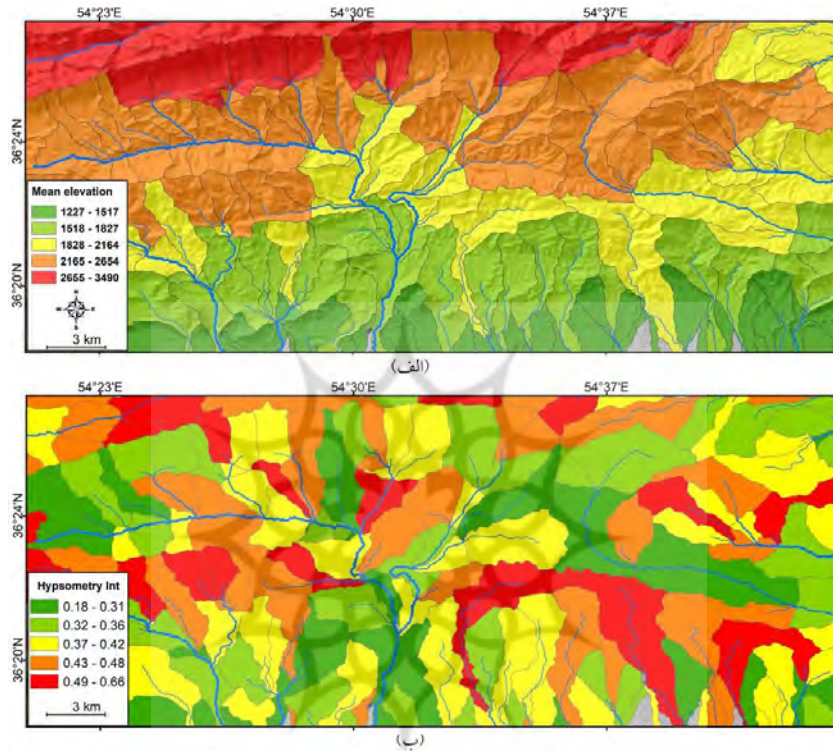 54°23'E 54°30'E 54°37'E
36°24'N
36°20'N
Mean elevation
1227 - 1517
1518 - 1827
1828 - 2164
2165 - 2654
2655 - 3490
N
W E
S
3 km
(الف)
54°23'E 54°30'E 54°37'E
36°24'N
36°20'N
Hypsometry Int
0.18 - 0.31
0.32 - 0.36
0.37 - 0.42
0.43 - 0.48
0.49 - 0.66
3 km
(ب)